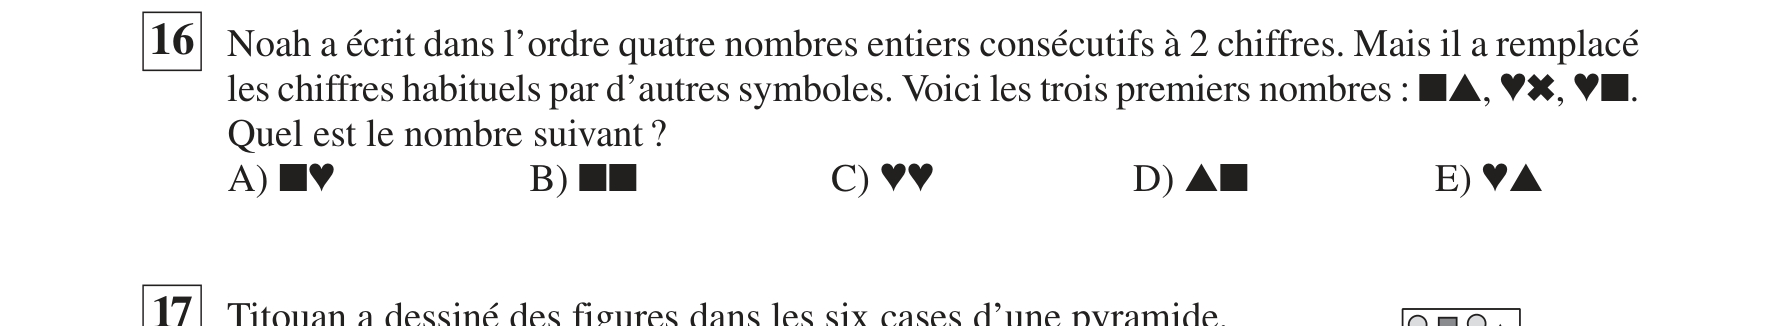 16 Noah a écrit dans l’ordre quatre nombres entiers consécutifs à 2 chiffres. Mais il a remplacé
les chiffres habituels par d’autres symboles. Voici les trois premiers nombres : ■▲, ♥✖, ♥■.
Quel est le nombre suivant ?
A) ■♥ B) ■■ C) ♥♥ D) ▲■ E) ♥▲
17 Titouan a dessiné des figures dans les six cases d’une pyramide.